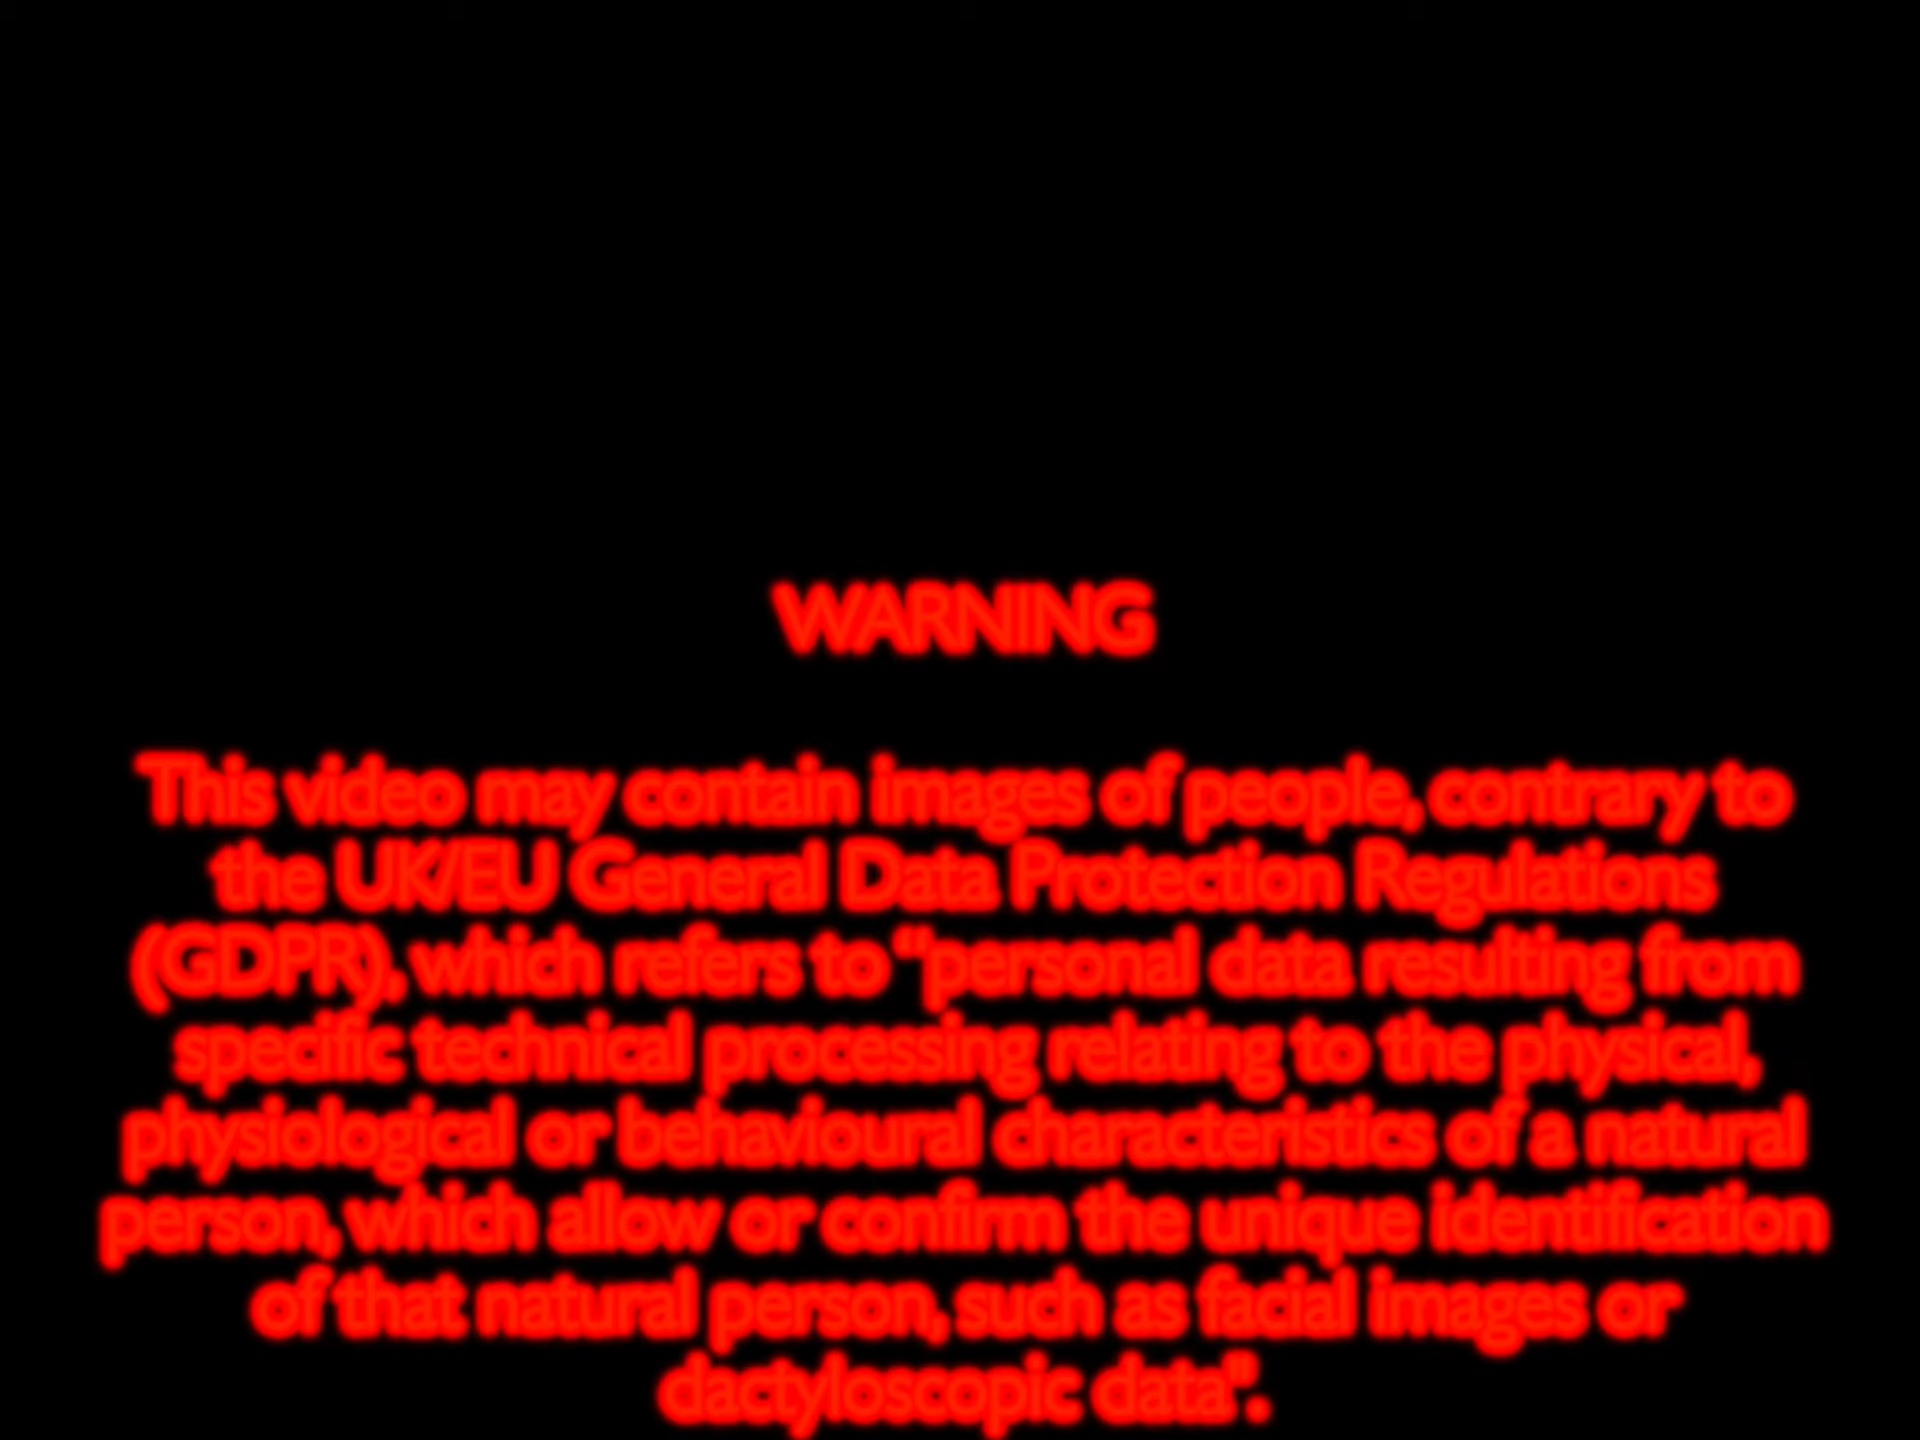 WARNING
This video may contain images of people, contrary to
the UK/EU General Data Protection Regulations
(GDPR), which refers to "personal data resulting from
specific technical processing relating to the physical,
physiological or behavioural characteristics of a natural
person, which allow or confirm the unique identification
of that natural person, such as facial images or
dactyloscopic data".